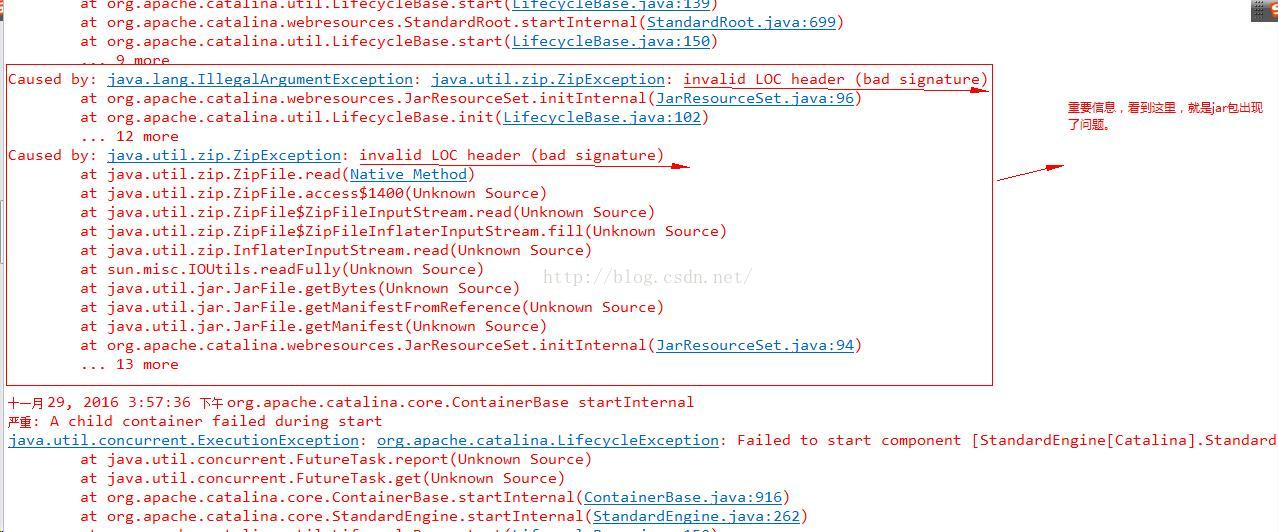 at org.apache.catalina.util.LifecycleBase.start(LifecycleBase.java:139)
at org.apache.catalina.webresources.StandardRoot.startInternal(StandardRoot.java:699)
at org.apache.catalina.util.LifecycleBase.start(LifecycleBase.java:150)
... 9 more
Caused by: java.lang.IllegalArgumentException: java.util.zip.ZipException: invalid LOC header (bad signature)
at org.apache.catalina.webresources.JarResourceSet.initInternal(JarResourceSet.java:96)
at org.apache.catalina.util.LifecycleBase.init(LifecycleBase.java:102)
... 12 more
Caused by: java.util.zip.ZipException: invalid LOC header (bad signature)
at java.util.zip.ZipFile.read(Native Method)
at java.util.zip.ZipFile.access$1400(Unknown Source)
at java.util.zip.ZipFile$ZipFileInputStream.read(Unknown Source)
at java.util.zip.ZipFile$ZipFileInflaterInputStream.fill(Unknown Source)
at java.util.zip.InflaterInputStream.read(Unknown Source)
at sun.misc.IOUtils.readFully(Unknown Source)
at java.util.jar.JarFile.getBytes(Unknown Source)
at java.util.jar.JarFile.getManifestFromReference(Unknown Source)
at java.util.jar.JarFile.getManifest(Unknown Source)
at org.apache.catalina.webresources.JarResourceSet.initInternal(JarResourceSet.java:94)
... 13 more
重要信息，看到这里，就是jar包出现
了问题。
http://blog.csdn.net/
十一月 29, 2016 3:57:36 下午 org.apache.catalina.core.ContainerBase startInternal
严重: A child container failed during start
java.util.concurrent.ExecutionException: org.apache.catalina.LifecycleException: Failed to start component [StandardEngine[Catalina].Standard
at java.util.concurrent.FutureTask.report(Unknown Source)
at java.util.concurrent.FutureTask.get(Unknown Source)
at org.apache.catalina.core.ContainerBase.startInternal(ContainerBase.java:916)
at org.apache.catalina.core.StandardEngine.startInternal(StandardEngine.java:262)